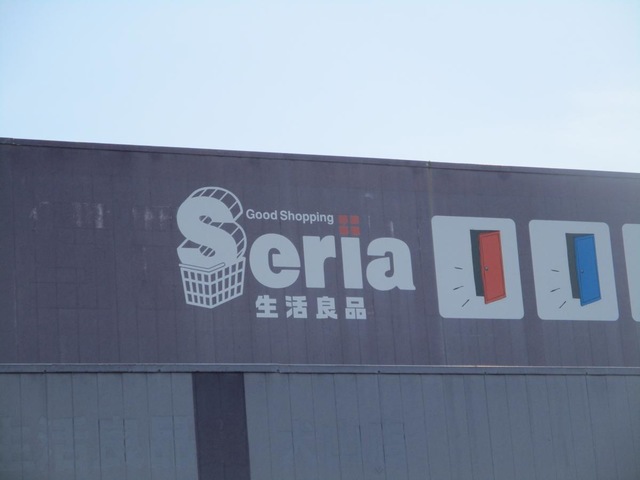 Good Shopping
Seria
生活良品